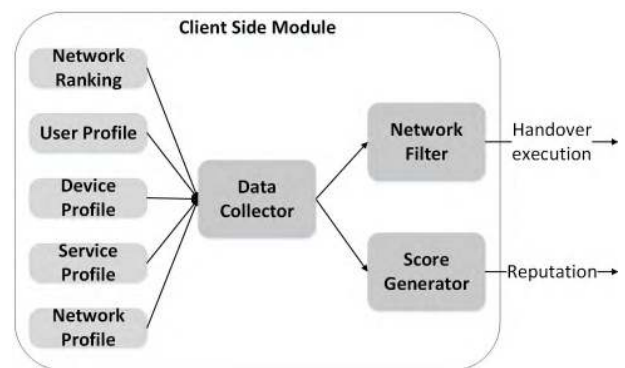 Client Side Module
Network
Ranking
User Profile
Device
Profile
Service
Profile
Network
Profile
Data
Collector
Network
Filter
Score
Generator
Handover
execution
Reputation